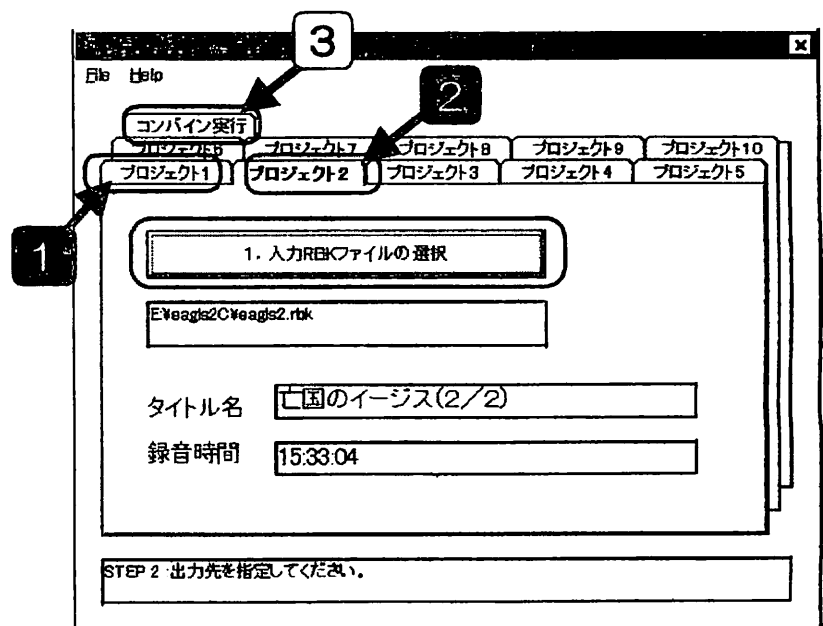 3
File Help
2
コンバイン実行
プロジェクト6 プロジェクト7 プロジェクト8 プロジェクト9 プロジェクト10
プロジェクト1 プロジェクト2 プロジェクト3 プロジェクト4 プロジェクト5
1
1. 入力RBKファイルの選択
E:¥eagls2C¥eagls2.rbk
タイトル名 亡国のイージス(2/2)
録音時間 15:33:04
STEP 2 :出力先を指定してください。